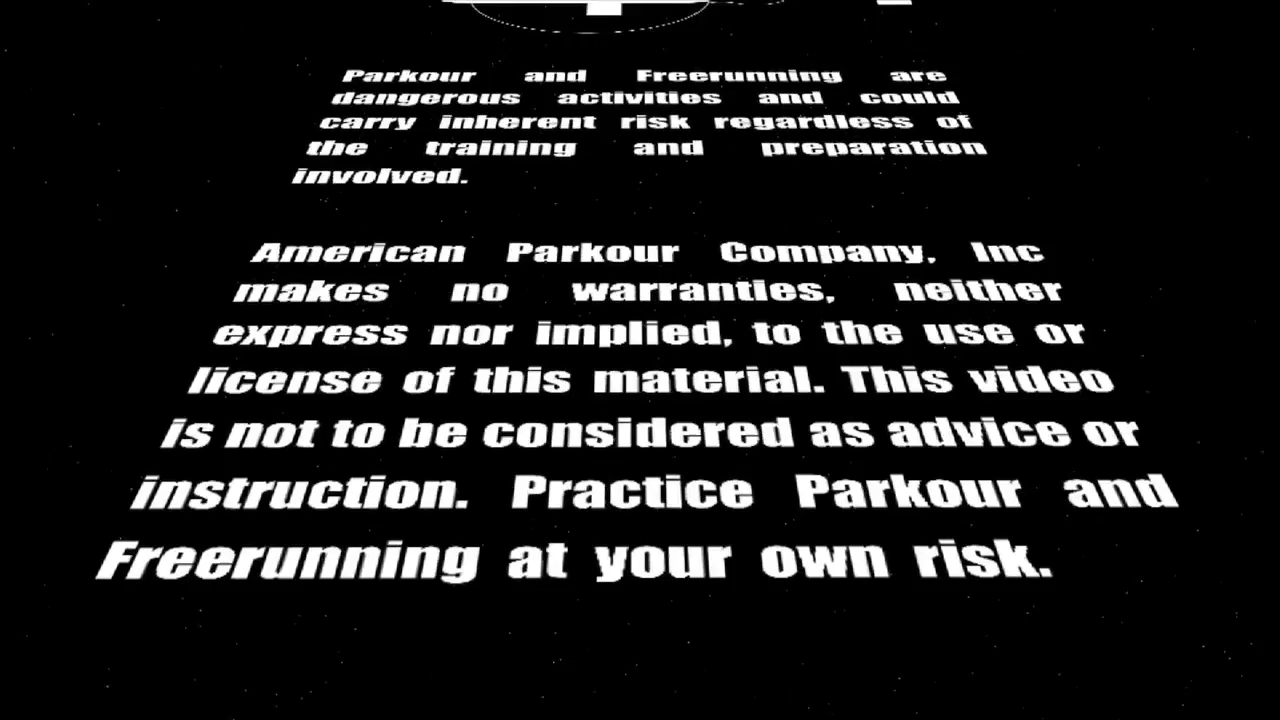 Parkour and Freerunning are
dangerous activities and could
carry inherent risk regardless of
the training and preparation
involved.
American Parkour Company, Inc
makes no warranties, neither
express nor implied, to the use or
license of this material. This video
is not to be considered as advice or
instruction. Practice Parkour and
Freerunning at your own risk.